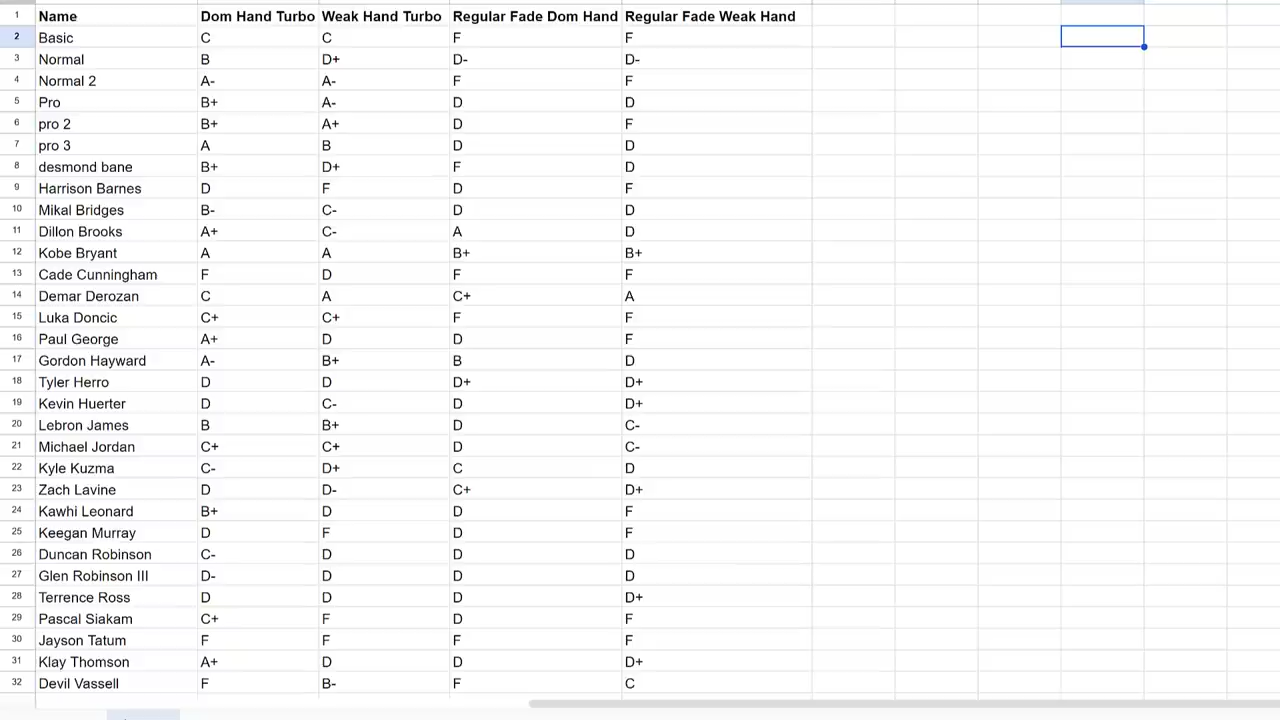 1 Name Dom Hand Turbo Weak Hand Turbo Regular Fade Dom Hand Regular Fade Weak Hand
2 Basic C C F F
3 Normal B D+ D- D-
4 Normal 2 A- A- F F
5 Pro B+ A- D D
6 pro 2 B+ A+ D F
7 pro 3 A B D D
8 desmond bane B+ D+ F D
9 Harrison Barnes D F D F
10 Mikal Bridges B- C- D D
11 Dillon Brooks A+ C- A D
12 Kobe Bryant A A B+ B+
13 Cade Cunningham F D F F
14 Demar Derozan C A C+ A
15 Luka Doncic C+ C+ F F
16 Paul George A+ D D F
17 Gordon Hayward A- B+ B D
18 Tyler Herro D D D+ D+
19 Kevin Huerter D C- D D+
20 Lebron James B B+ D C-
21 Michael Jordan C+ C+ D C-
22 Kyle Kuzma C- D+ C D
23 Zach Lavine D D- C+ D+
24 Kawhi Leonard B+ D D F
25 Keegan Murray D F D F
26 Duncan Robinson C- D D D
27 Glen Robinson III D- D D D
28 Terrence Ross D D D D+
29 Pascal Siakam C+ F D F
30 Jayson Tatum F F F F
31 Klay Thomson A+ D D D+
32 Devil Vassell F B- F C